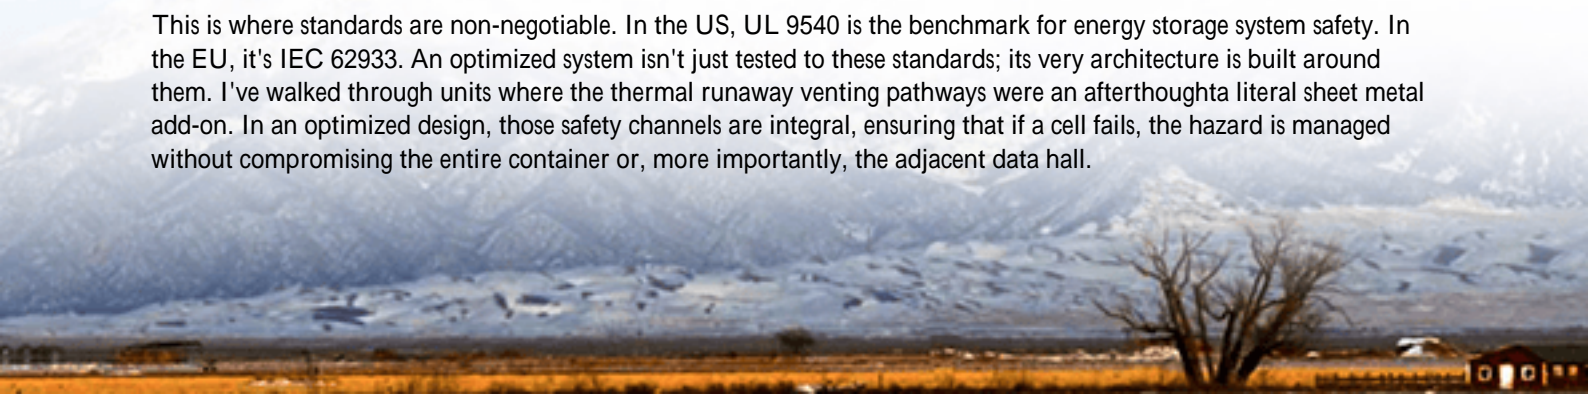 This is where standards are non-negotiable. In the US, UL 9540 is the benchmark for energy storage system safety. In
the EU, it's IEC 62933. An optimized system isn't just tested to these standards; its very architecture is built around
them. I've walked through units where the thermal runaway venting pathways were an afterthoughta literal sheet metal
add-on. In an optimized design, those safety channels are integral, ensuring that if a cell fails, the hazard is managed
without compromising the entire container or, more importantly, the adjacent data hall.